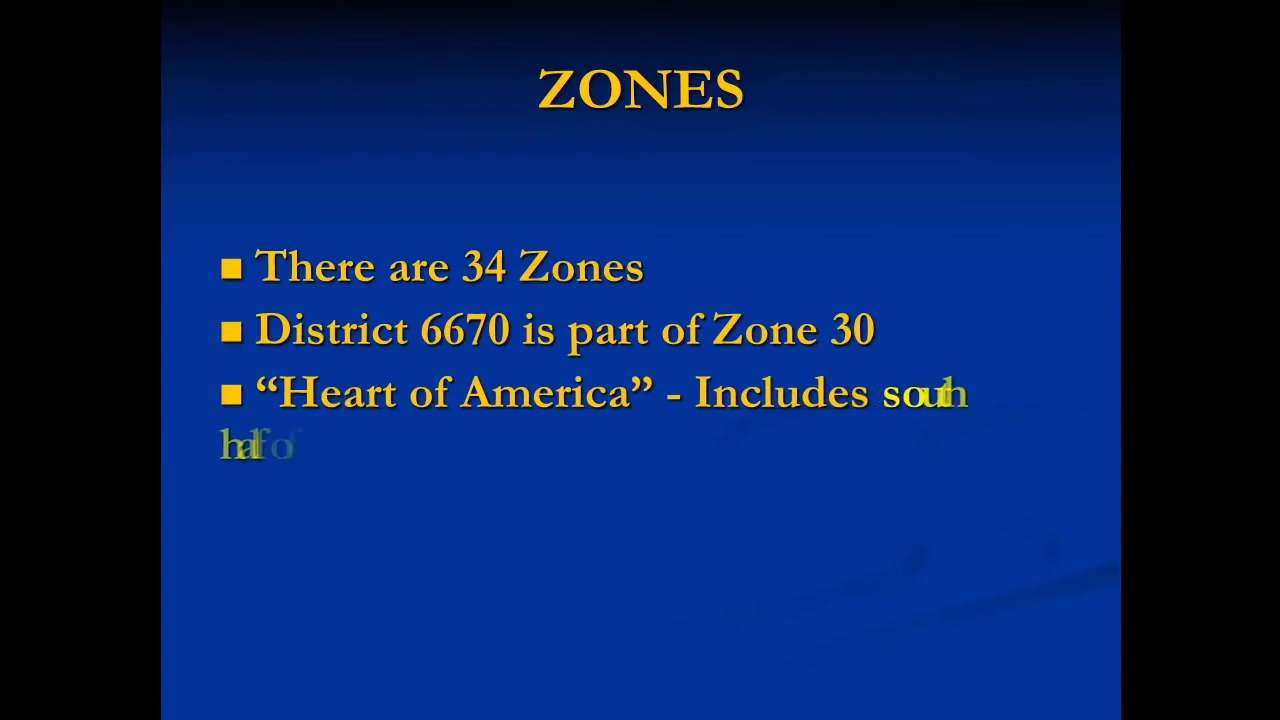 ZONES
■ There are 34 Zones
■ District 6670 is part of Zone 30
■ “Heart of America” - Includes south
half of